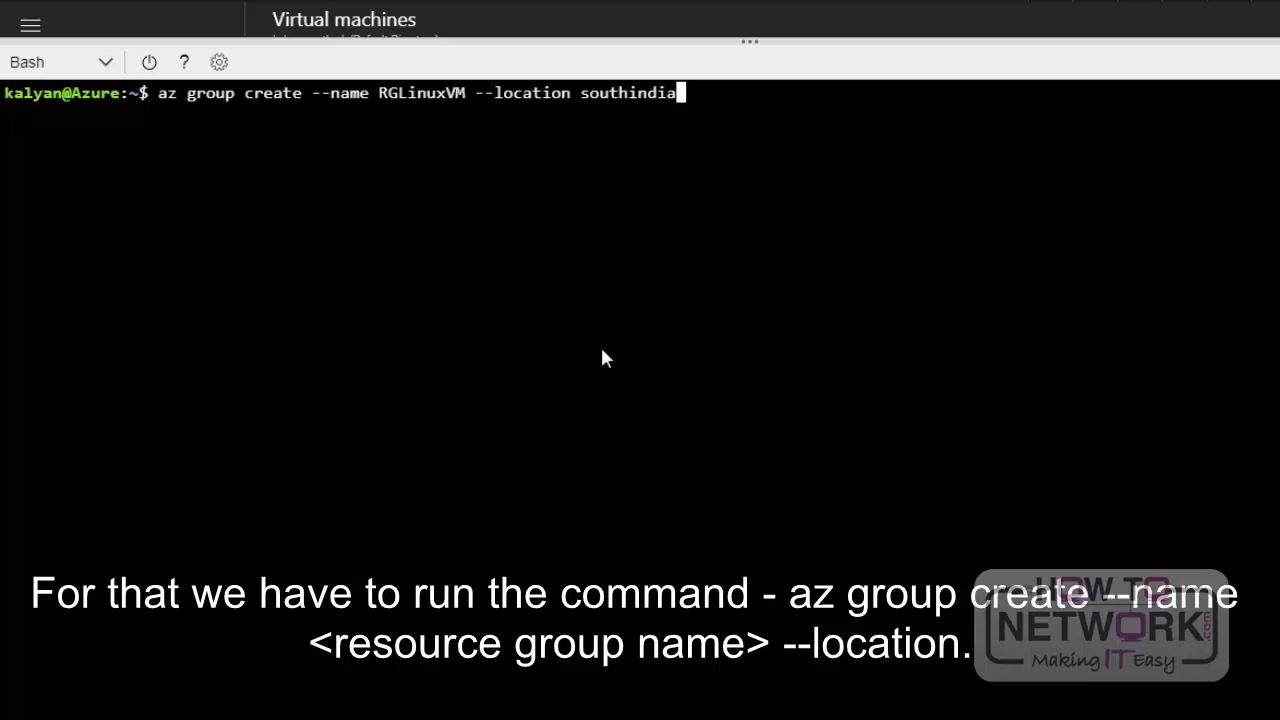 Virtual machines
Bash
?
kalyan@Azure:~$ az group create --name RGLinuxVM --location southindia
For that we have to run the command - az group create --name
<resource group name> --location.
HOW TO
NETWORK.com
Making IT Easy